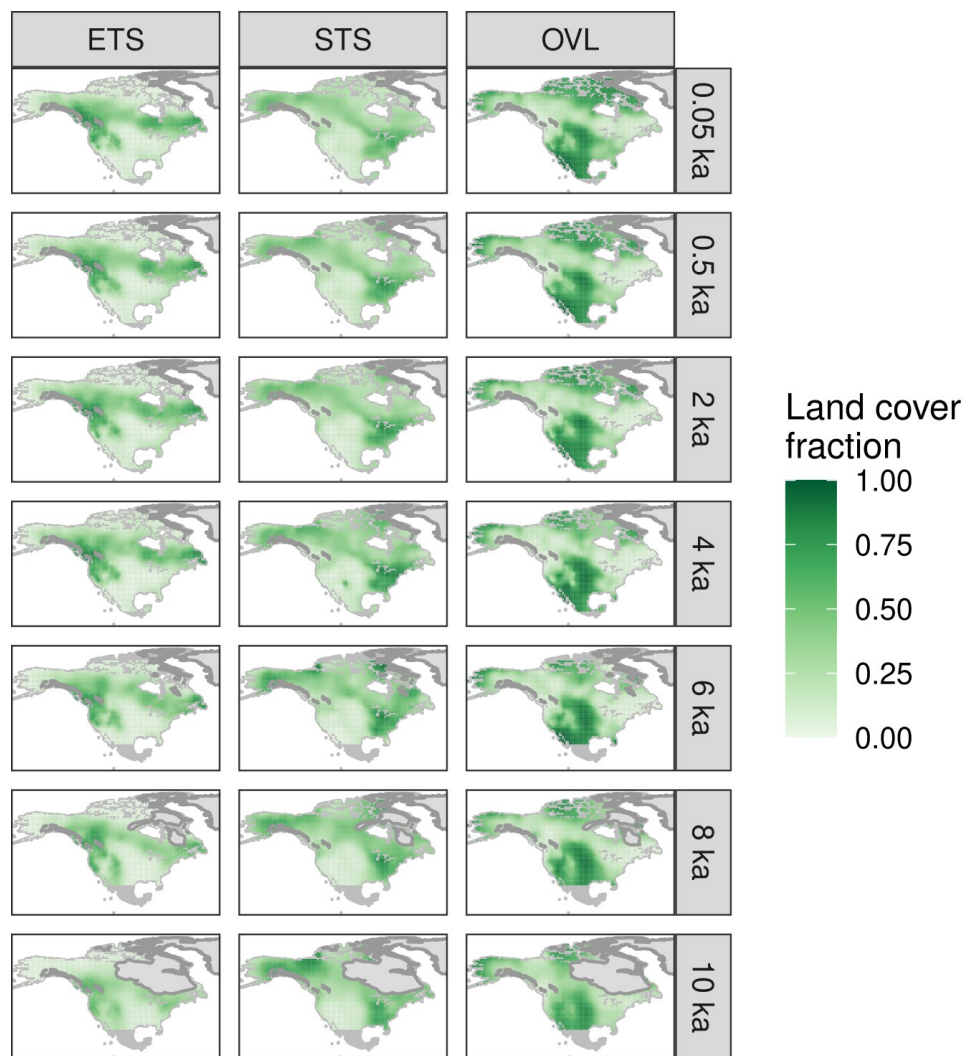 ETS STS OVL
0.05 ka
0.5 ka
2 ka
4 ka
6 ka
8 ka
10 ka
Land cover
fraction
1.00
0.75
0.50
0.25
0.00